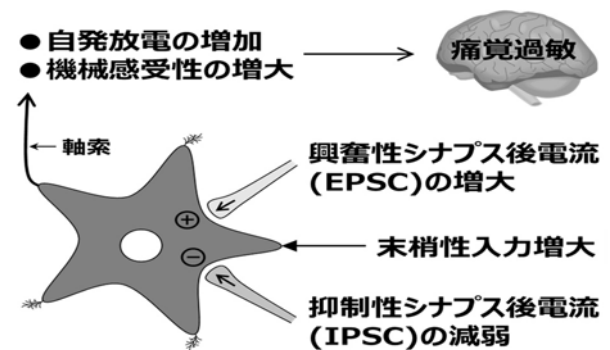 ●自発放電の増加
●機械感受性の増大
痛覚過敏
軸索
興奮性シナプス後電流
(EPSC)の増大
+
末梢性入力増大
−
抑制性シナプス後電流
(IPSC)の減弱